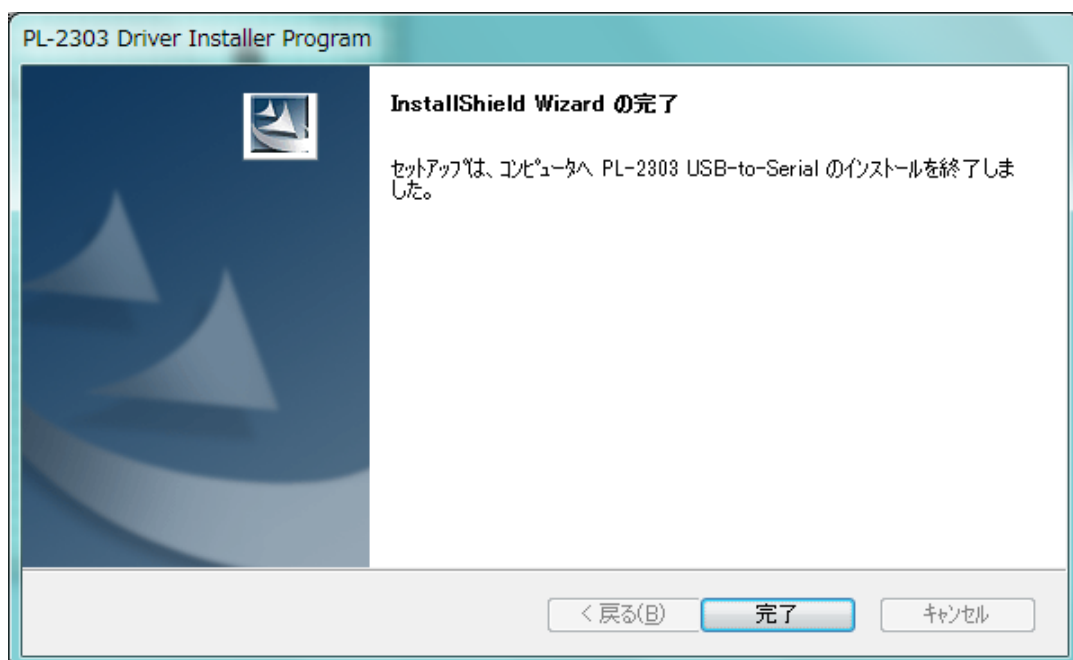 PL-2303 Driver Installer Program
InstallShield Wizard の完了
セットアップは、コンピュータへ PL-2303 USB-to-Serial のインストールを終了しま
した。
< 戻る(B)
完了
キャンセル